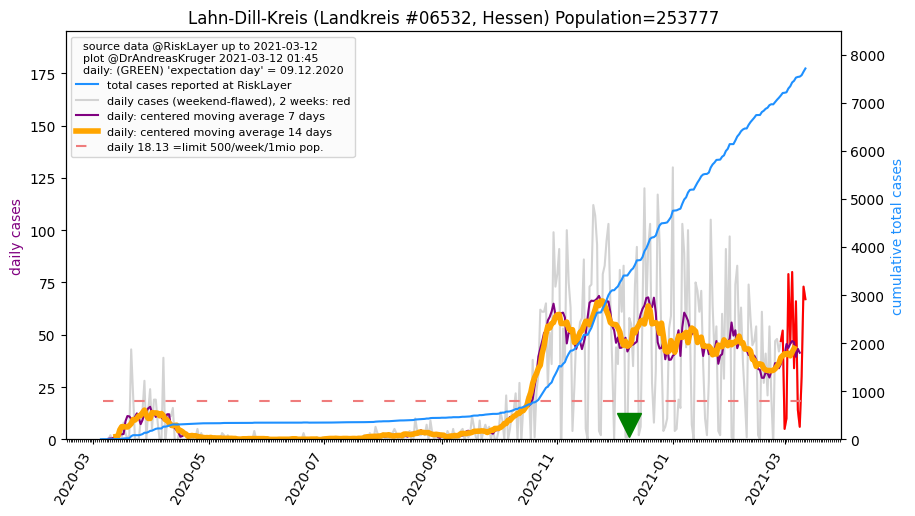 Lahn-Dill-Kreis (Landkreis #06532, Hessen) Population=253777
source data @RiskLayer up to 2021-03-12
plot @DrAndreasKruger 2021-03-12 01:45
daily: (GREEN) 'expectation day' = 09.12.2020
total cases reported at RiskLayer
daily cases (weekend-flawed), 2 weeks: red
daily: centered moving average 7 days
daily: centered moving average 14 days
daily 18.13 =limit 500/week/1mio pop.
daily cases
175
150
125
100
75
50
25
0
8000
7000
6000
5000
4000
3000
2000
1000
0
cumulative total cases
2020-03
2020-05
2020-07
2020-09
2020-11
2021-01
2021-03